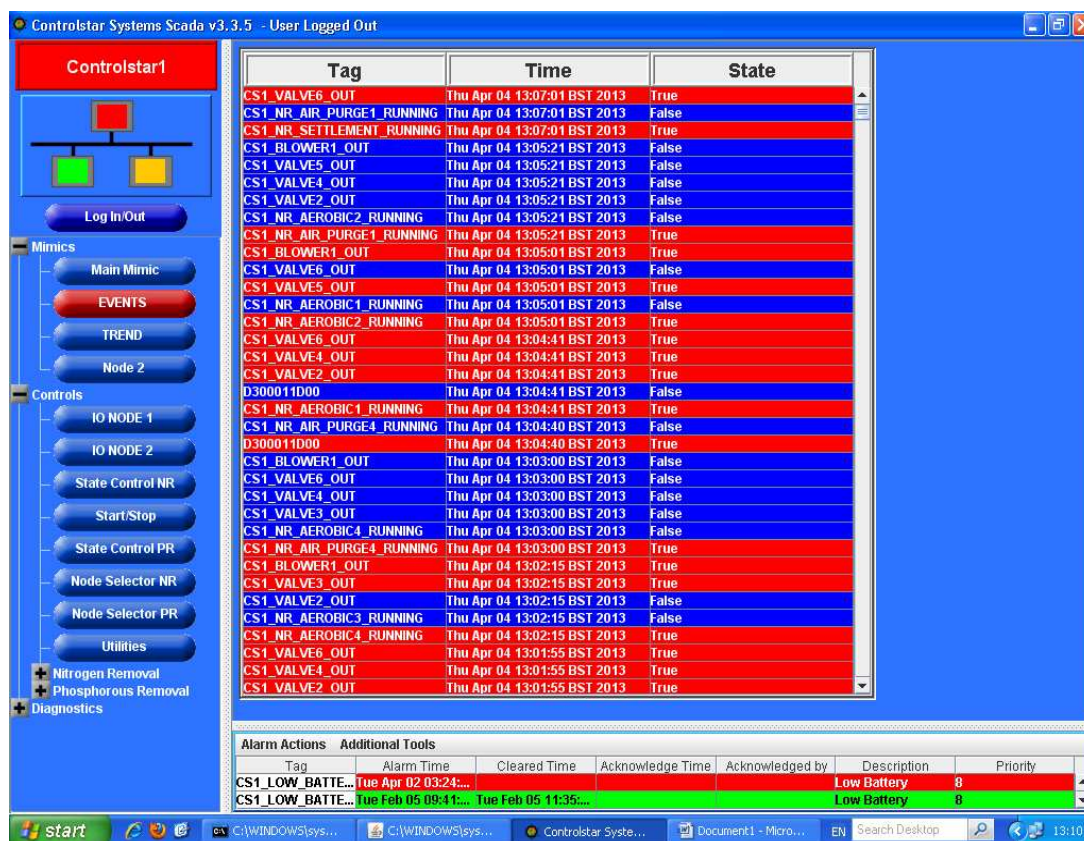 Controlstar Systems Scada v3.3.5 - User Logged Out
Controlstar1
Log In/Out
Mimics
Main Mimic
EVENTS
TREND
Node 2
Controls
IO NODE 1
IO NODE 2
State Control NR
Start/Stop
State Control PR
Node Selector NR
Node Selector PR
Utilities
Nitrogen Removal
Phosphorous Removal
Diagnostics
Tag Time State
CS1_VALVE6_OUT Thu Apr 04 13:07:01 BST 2013 True
CS1_NR_AIR_PURGE1_RUNNING Thu Apr 04 13:07:01 BST 2013 False
CS1_NR_SETTLEMENT_RUNNING Thu Apr 04 13:07:01 BST 2013 True
CS1_BLOWER1_OUT Thu Apr 04 13:05:21 BST 2013 False
CS1_VALVE5_OUT Thu Apr 04 13:05:21 BST 2013 False
CS1_VALVE4_OUT Thu Apr 04 13:05:21 BST 2013 False
CS1_VALVE2_OUT Thu Apr 04 13:05:21 BST 2013 False
CS1_NR_AEROBIC2_RUNNING Thu Apr 04 13:05:21 BST 2013 False
CS1_NR_AIR_PURGE1_RUNNING Thu Apr 04 13:05:21 BST 2013 True
CS1_BLOWER1_OUT Thu Apr 04 13:05:01 BST 2013 True
CS1_VALVE6_OUT Thu Apr 04 13:05:01 BST 2013 False
CS1_VALVE5_OUT Thu Apr 04 13:05:01 BST 2013 True
CS1_NR_AEROBIC1_RUNNING Thu Apr 04 13:05:01 BST 2013 False
CS1_NR_AEROBIC2_RUNNING Thu Apr 04 13:05:01 BST 2013 True
CS1_VALVE6_OUT Thu Apr 04 13:04:41 BST 2013 True
CS1_VALVE4_OUT Thu Apr 04 13:04:41 BST 2013 True
CS1_VALVE2_OUT Thu Apr 04 13:04:41 BST 2013 True
D300011D00 Thu Apr 04 13:04:41 BST 2013 False
CS1_NR_AEROBIC1_RUNNING Thu Apr 04 13:04:41 BST 2013 True
CS1_NR_AIR_PURGE4_RUNNING Thu Apr 04 13:04:40 BST 2013 False
D300011D00 Thu Apr 04 13:04:40 BST 2013 True
CS1_BLOWER1_OUT Thu Apr 04 13:03:00 BST 2013 False
CS1_VALVE6_OUT Thu Apr 04 13:03:00 BST 2013 False
CS1_VALVE4_OUT Thu Apr 04 13:03:00 BST 2013 False
CS1_VALVE3_OUT Thu Apr 04 13:03:00 BST 2013 False
CS1_NR_AEROBIC4_RUNNING Thu Apr 04 13:03:00 BST 2013 False
CS1_NR_AIR_PURGE4_RUNNING Thu Apr 04 13:03:00 BST 2013 True
CS1_BLOWER1_OUT Thu Apr 04 13:02:15 BST 2013 True
CS1_VALVE3_OUT Thu Apr 04 13:02:15 BST 2013 True
CS1_VALVE2_OUT Thu Apr 04 13:02:15 BST 2013 False
CS1_NR_AEROBIC3_RUNNING Thu Apr 04 13:02:15 BST 2013 False
CS1_NR_AEROBIC4_RUNNING Thu Apr 04 13:02:15 BST 2013 True
CS1_VALVE6_OUT Thu Apr 04 13:01:55 BST 2013 True
CS1_VALVE4_OUT Thu Apr 04 13:01:55 BST 2013 True
CS1_VALVE2_OUT Thu Apr 04 13:01:55 BST 2013 True
Alarm Actions Additional Tools
Tag Alarm Time Cleared Time Acknowledge Time Acknowledged by Description Priority
CS1_LOW_BATTE... Tue Apr 02 03:24:... Low Battery 8
CS1_LOW_BATTE... Tue Feb 05 09:41:... Tue Feb 05 11:35:... Low Battery 8
start C:\WINDOWS\sys... C:\WINDOWS\sys... Controlstar Syste... Document1 - Micro... EN Search Desktop 13:10